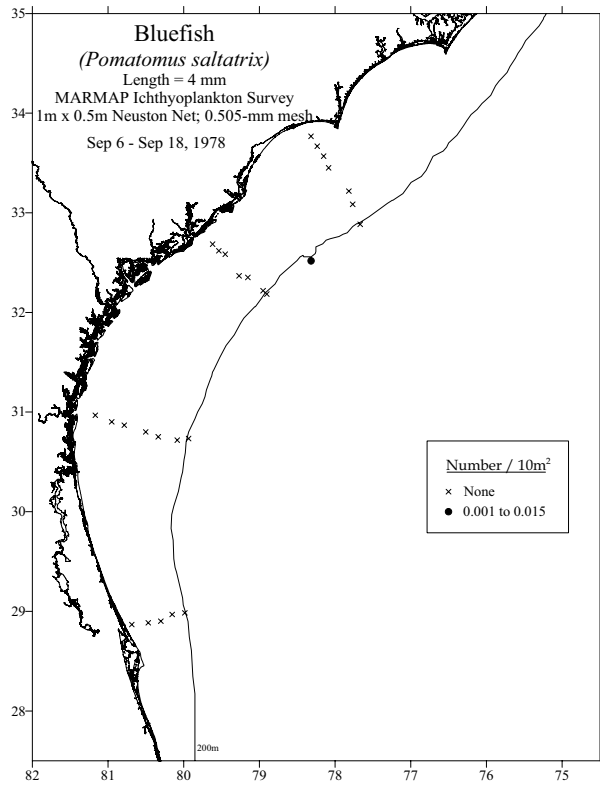 Bluefish
(Pomatomus saltatrix)
Length = 4 mm
MARMAP Ichthyoplankton Survey
1m x 0.5m Neuston Net; 0.505-mm mesh
Sep 6 - Sep 18, 1978
35
34
33
32
31
30
29
28
Number / 10m²
× None
● 0.001 to 0.015
200m
82 81 80 79 78 77 76 75